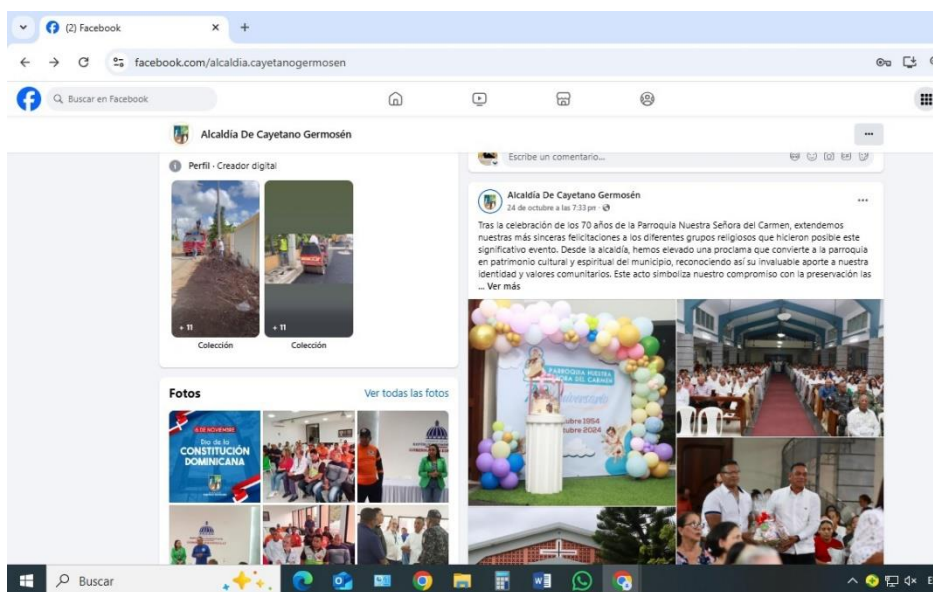 (2) Facebook
facebook.com/alcaldia.cayetanogermosen
Buscar en Facebook
Alcaldía De Cayetano Germosén
Perfil · Creador digital
+ 11
+ 11
Colección
Colección
Fotos
Ver todas las fotos
6 DE NOVIEMBRE
Día de la
CONSTITUCIÓN
DOMINICANA
Escribe un comentario...
Alcaldía De Cayetano Germosén
24 de octubre a las 7:33 pm ·
Tras la celebración de los 70 años de la Parroquia Nuestra Señora del Carmen, extendemos
nuestras más sinceras felicitaciones a los diferentes grupos religiosos que hicieron posible este
significativo evento. Desde la alcaldía, hemos elevado una proclama que convierte a la parroquia
en patrimonio cultural y espiritual del municipio, reconociendo así su invaluable aporte a nuestra
identidad y valores comunitarios. Este acto simboliza nuestro compromiso con la preservación las
... Ver más
PARROQUIA NUESTRA
DEL CARMEN
niversario
ubre 1954
tubre 2024
Buscar